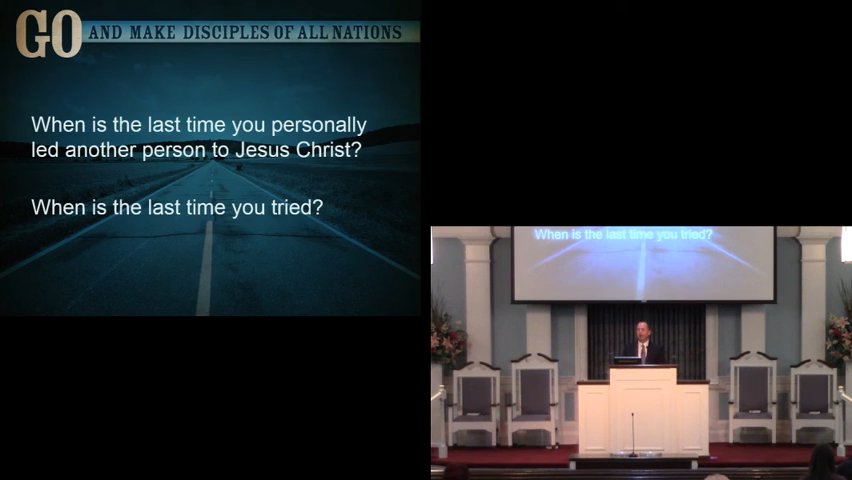 GO AND MAKE DISCIPLES OF ALL NATIONS
When is the last time you personally
led another person to Jesus Christ?
When is the last time you tried?
When is the last time you tried?